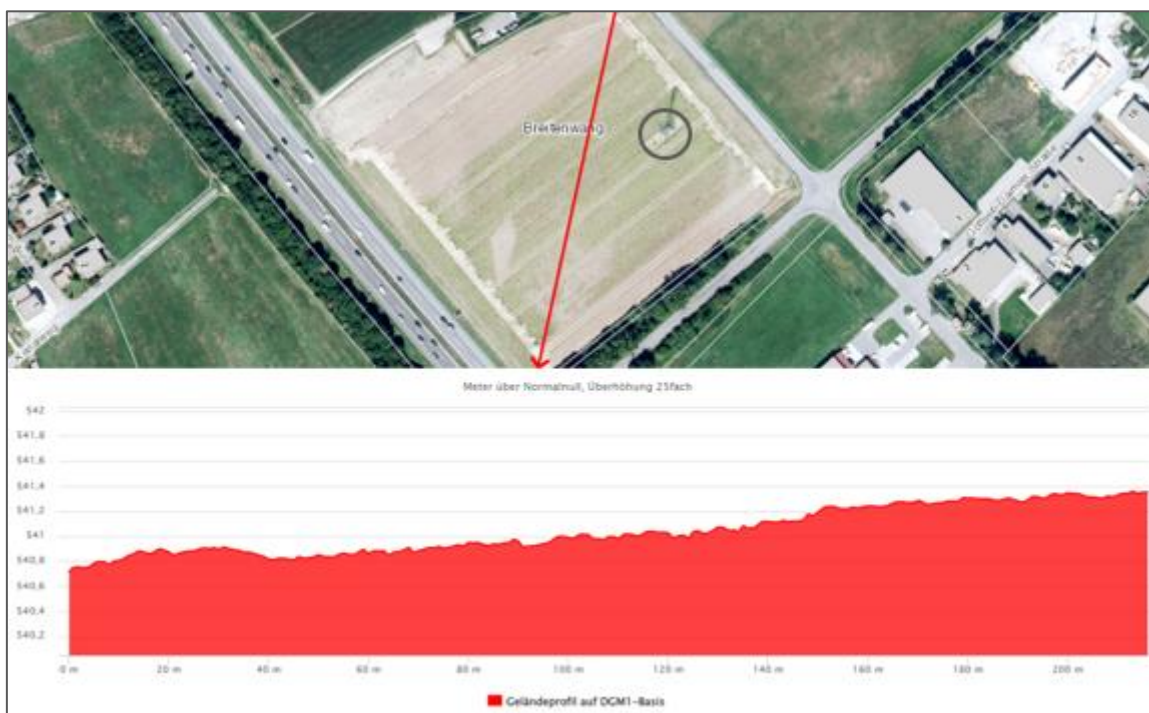 Breitenwang
Meter über Normalnull, Überhöhung 25fach
542
541,8
541,6
541,4
541,2
541
540,8
540,6
540,4
540,2
0 m
20 m
40 m
60 m
80 m
100 m
120 m
140 m
160 m
180 m
200 m
Geländeprofil auf DGM1-Basis